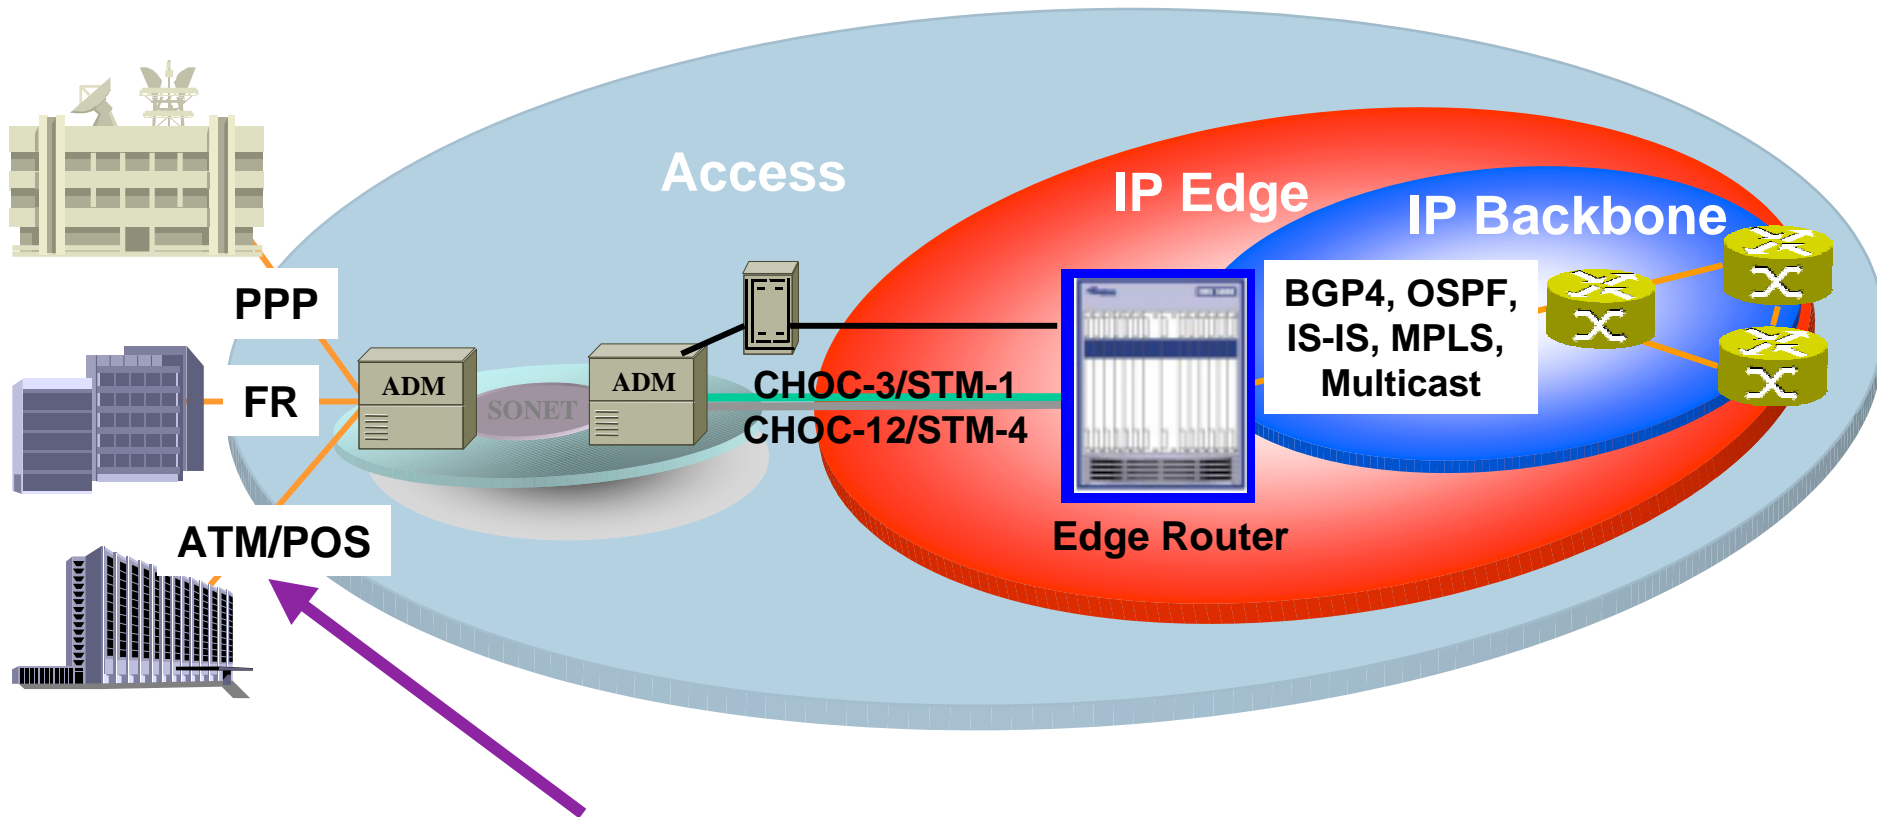 Access
IP Edge
IP Backbone
PPP
BGP4, OSPF,
IS-IS, MPLS,
Multicast
FR
ADM
SONET
ADM
CHOC-3/STM-1
CHOC-12/STM-4
ATM/POS
Edge Router